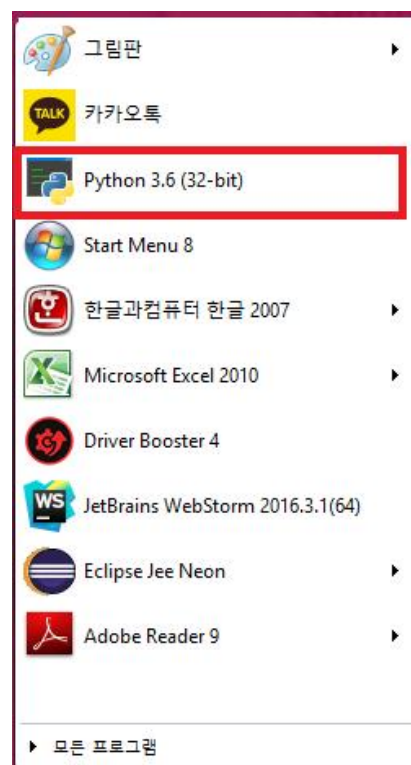 그림판
TALK
카카오톡
Python 3.6 (32-bit)
Start Menu 8
한글과컴퓨터 한글 2007
Microsoft Excel 2010
Driver Booster 4
WS
JetBrains WebStorm 2016.3.1(64)
Eclipse Jee Neon
Adobe Reader 9
모든 프로그램